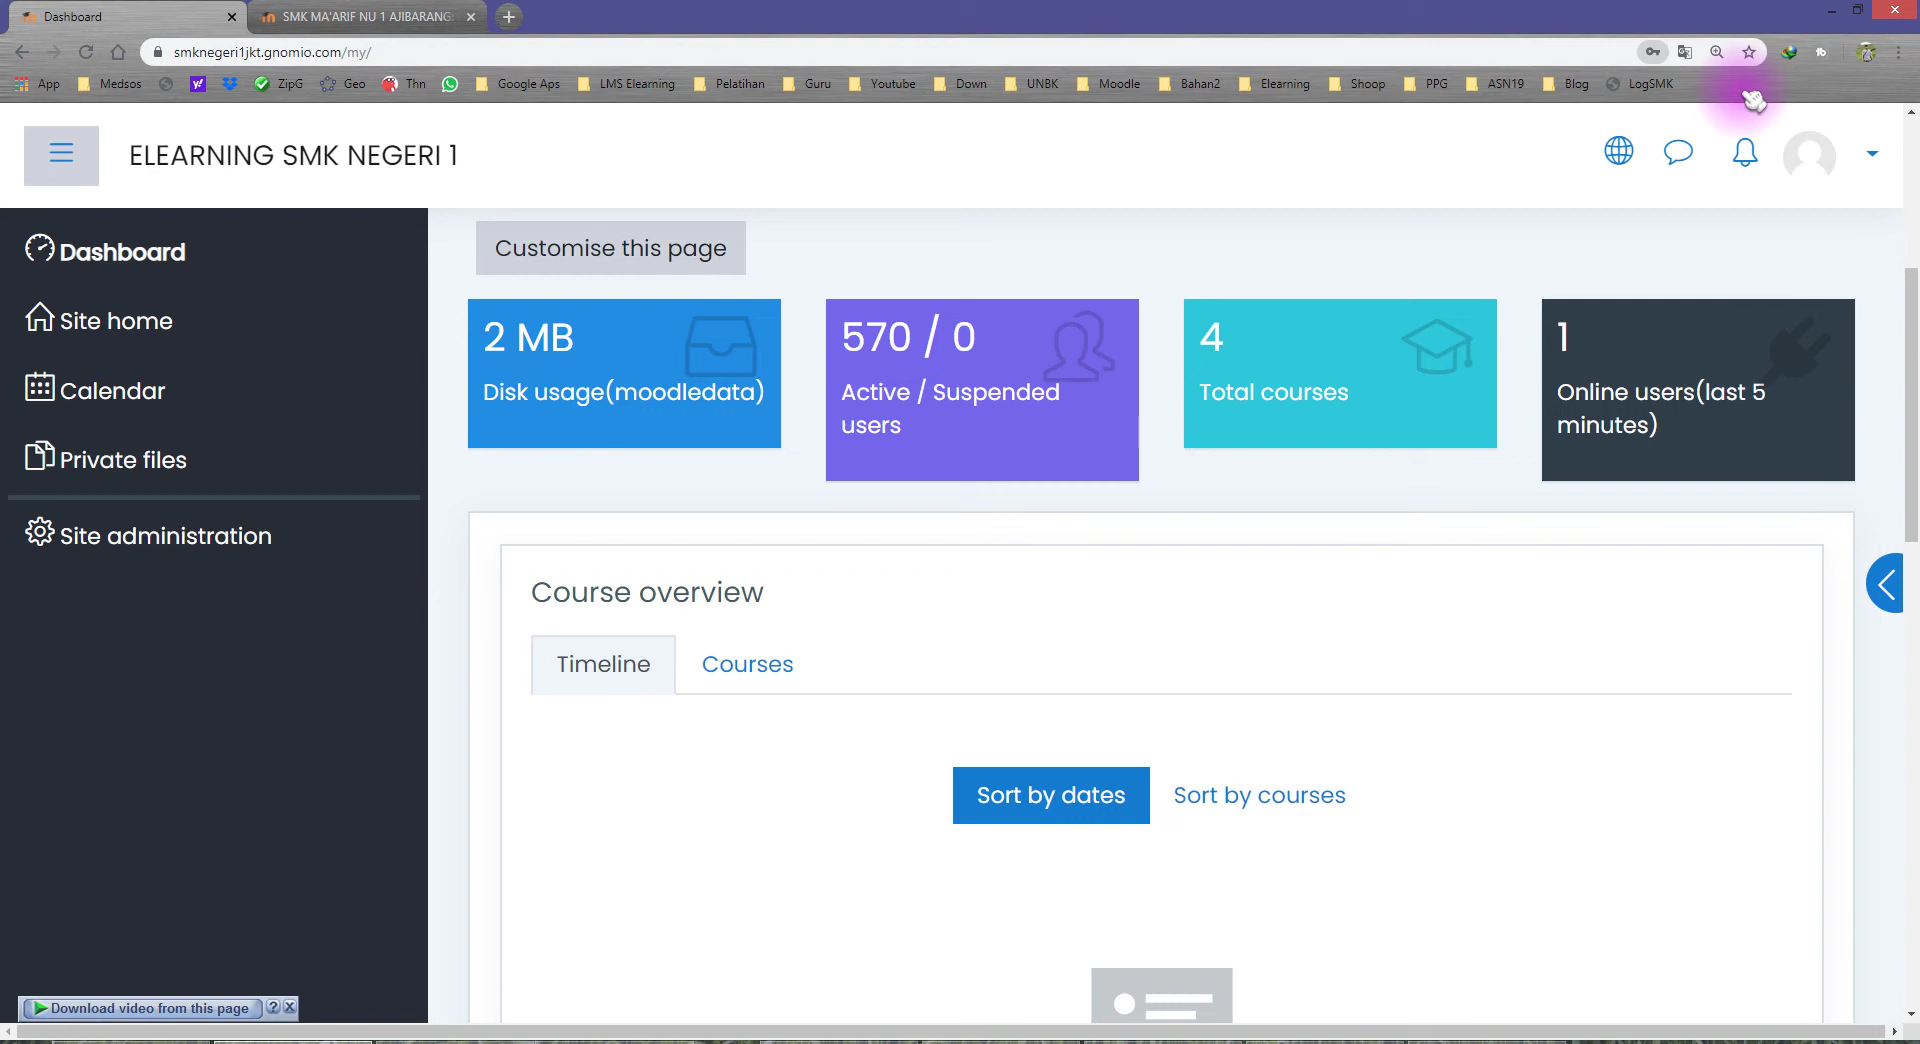 Dashboard
SMK MA'ARIF NU 1 AJIBARANG:
smknegeri1jkt.gnomio.com/my/
App Medsos ZipG Geo Thn Google Aps LMS Elearning Pelatihan Guru Youtube Down UNBK Moodle Bahan2 Elearning Shoop PPG ASN19 Blog LogSMK
ELEARNING SMK NEGERI 1
Dashboard
Site home
Calendar
Private files
Site administration
Customise this page
2 MB
Disk usage(moodledata)
570 / 0
Active / Suspended
users
4
Total courses
1
Online users(last 5
minutes)
Course overview
Timeline Courses
Sort by dates Sort by courses
Download video from this page ?